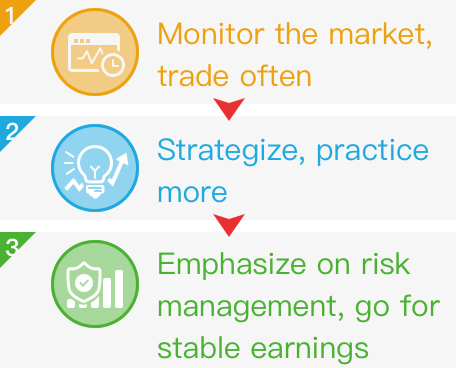 1
Monitor the market,
trade often
2
Strategize, practice
more
3
Emphasize on risk
management, go for
stable earnings